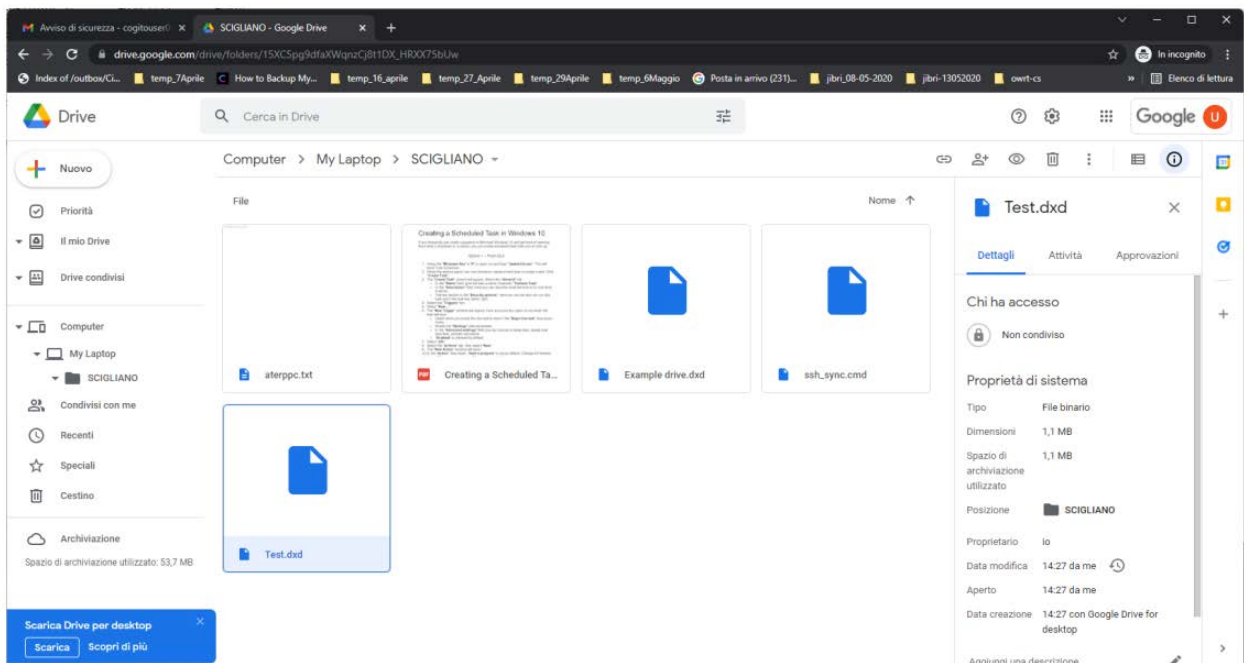 Avviso di sicurezza - cogitouser0
SCIGLIANO - Google Drive
drive.google.com/drive/folders/15XC5pg9dfaXWqnzCj8t1DX_HRXX75bUw
In incognito
Index of /outbox/Ci...
temp_7Aprile
How to Backup My...
temp_16_aprile
temp_27_Aprile
temp_29Aprile
temp_6Maggio
Posta in arrivo (231)...
jibri_08-05-2020
jibri-13052020
owrt-cs
Elenco di lettura
Drive
Cerca in Drive
Google
U
Nuovo
Priorità
Il mio Drive
Drive condivisi
Computer
My Laptop
SCIGLIANO
Condivisi con me
Recenti
Speciali
Cestino
Archiviazione
Spazio di archiviazione utilizzato: 53,7 MB
Scarica Drive per desktop
Scarica
Scopri di più
Computer > My Laptop > SCIGLIANO
File
Nome
Creating a Scheduled Task in Windows 10
aterppc.txt
PDF
Creating a Scheduled Ta...
Example drive.dxd
ssh_sync.cmd
Test.dxd
Test.dxd
Dettagli
Attività
Approvazioni
Chi ha accesso
Non condiviso
Proprietà di sistema
Tipo File binario
Dimensioni 1,1 MB
Spazio di archiviazione utilizzato 1,1 MB
Posizione SCIGLIANO
Proprietario io
Data modifica 14:27 da me
Aperto 14:27 da me
Data creazione 14:27 con Google Drive for desktop
Aggiungi una descrizione